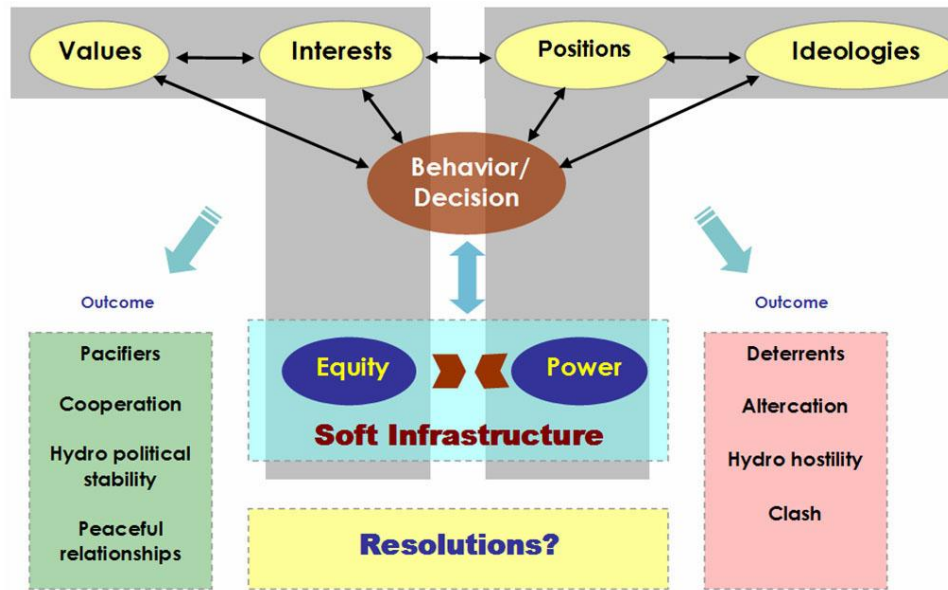 Values
Interests
Positions
Ideologies
Behavior/
Decision
Outcome
Outcome
Pacifiers
Cooperation
Hydro political
stability
Peaceful
relationships
Equity
Power
Soft Infrastructure
Resolutions?
Deterrents
Altercation
Hydro hostility
Clash